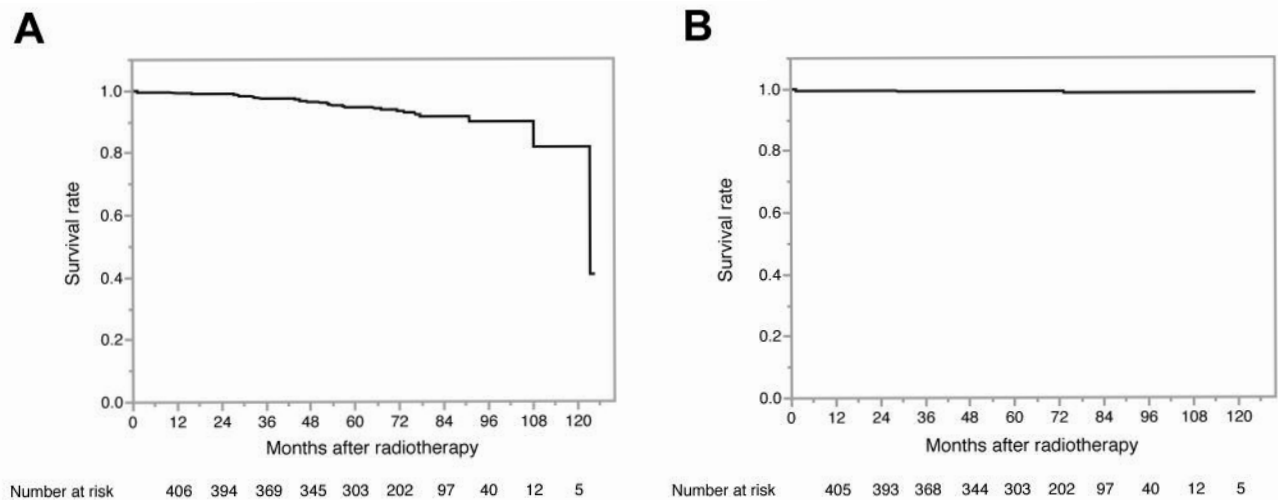 A
1.0
0.8
0.6
0.4
0.2
0.0
Survival rate
0 12 24 36 48 60 72 84 96 108 120
Months after radiotherapy
Number at risk 406 394 369 345 303 202 97 40 12 5
B
1.0
0.8
0.6
0.4
0.2
0.0
Survival rate
0 12 24 36 48 60 72 84 96 108 120
Months after radiotherapy
Number at risk 405 393 368 344 303 202 97 40 12 5